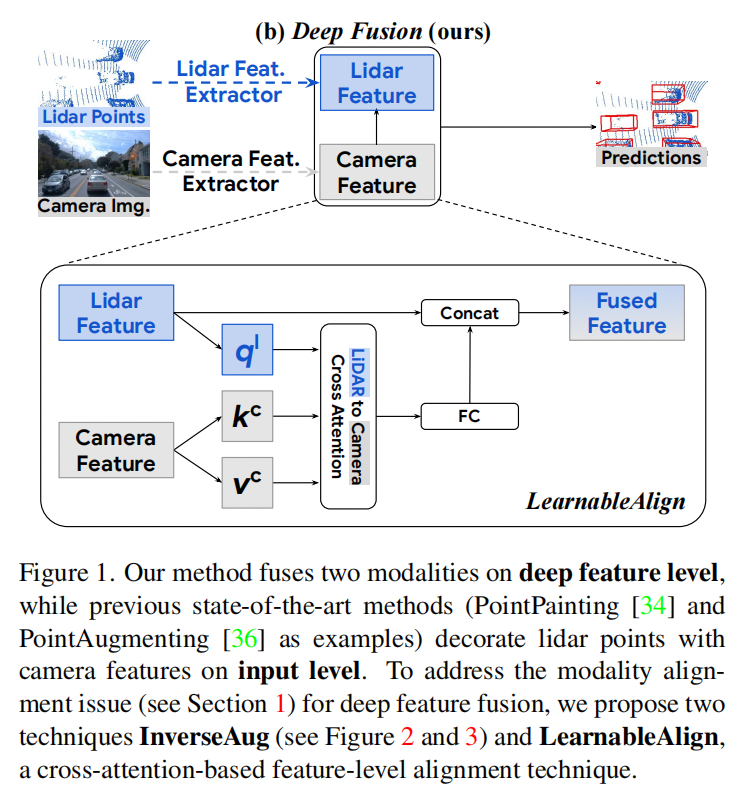 (b) Deep Fusion (ours)
Lidar Feat.
Extractor
Lidar Points
Lidar
Feature
Camera Feat.
Extractor
Camera Img.
Camera
Feature
Predictions
Lidar
Feature
q^l
Camera
Feature
k^c
v^c
LiDAR to Camera
Cross Attention
Concat
FC
Fused
Feature
LearnableAlign
Figure 1. Our method fuses two modalities on deep feature level,
while previous state-of-the-art methods (PointPainting [34] and
PointAugmenting [36] as examples) decorate lidar points with
camera features on input level. To address the modality align-
ment issue (see Section 1) for deep feature fusion, we propose two
techniques InverseAug (see Figure 2 and 3) and LearnableAlign,
a cross-attention-based feature-level alignment technique.